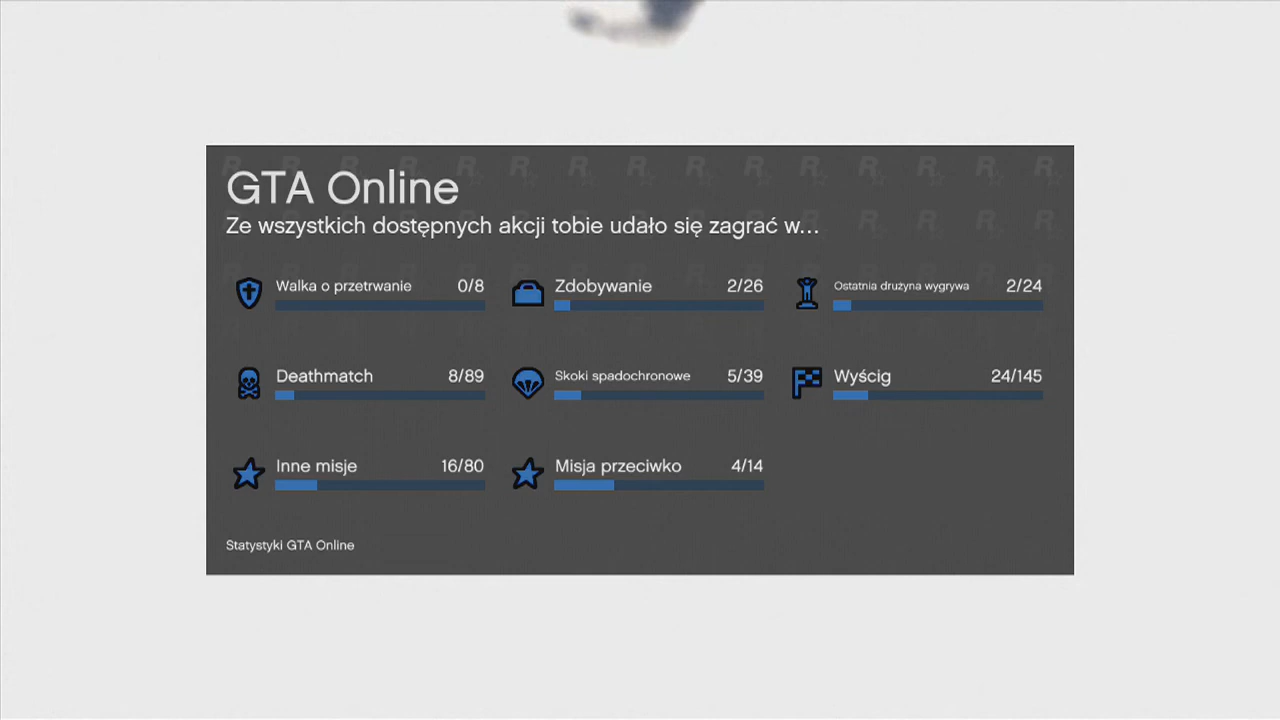 GTA Online
Ze wszystkich dostępnych akcji tobie udało się zagrać w...
Walka o przetrwanie 0/8
Zdobywanie 2/26
Ostatnia drużyna wygrywa 2/24
Deathmatch 8/89
Skoki spadochronowe 5/39
Wyścig 24/145
Inne misje 16/80
Misja przeciwko 4/14
Statystyki GTA Online